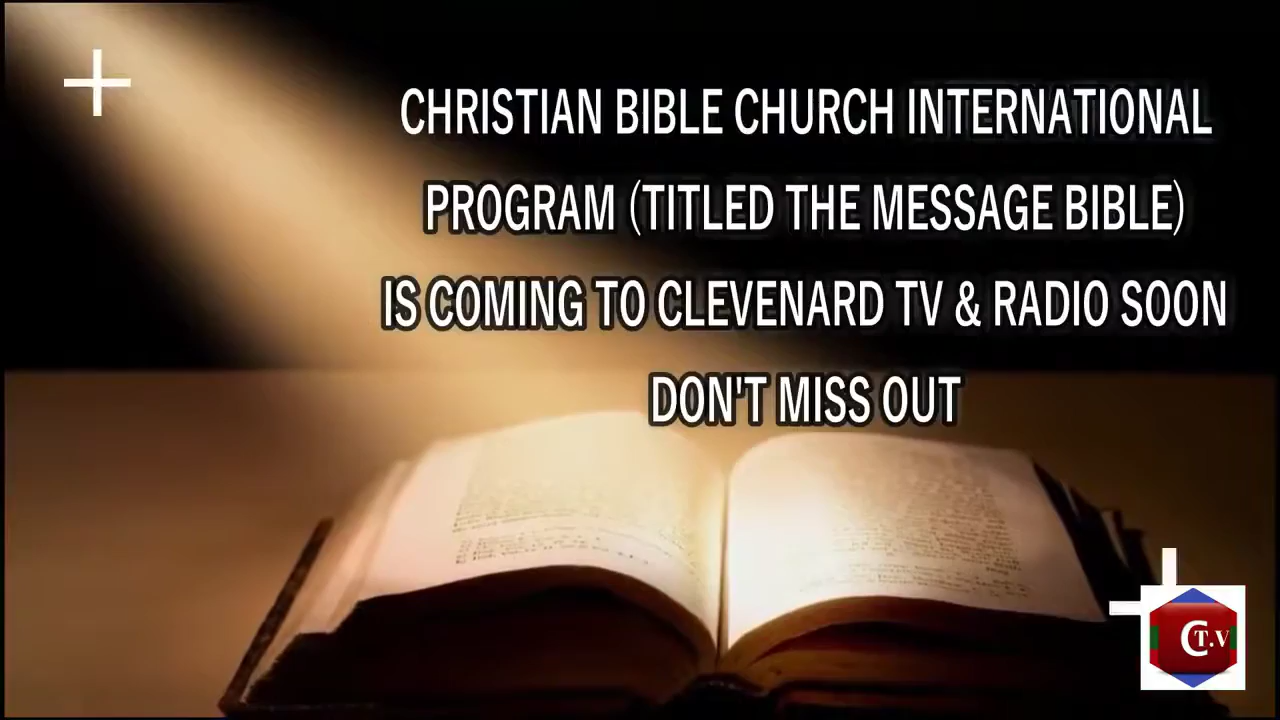 CHRISTIAN BIBLE CHURCH INTERNATIONAL
PROGRAM (TITLED THE MESSAGE BIBLE)
IS COMING TO CLEVENARD TV & RADIO SOON
DON'T MISS OUT
CT.V